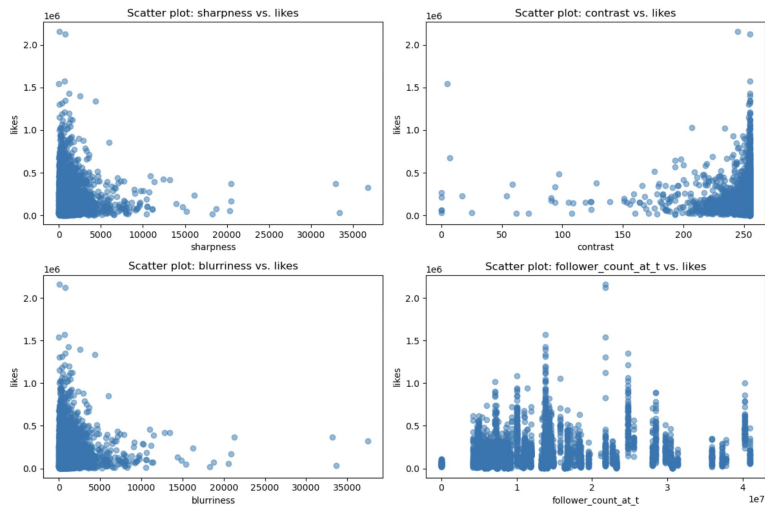 Scatter plot: sharpness vs. likes
1e6
2.0
1.5
1.0
0.5
0.0
likes
0 5000 10000 15000 20000 25000 30000 35000
sharpness
Scatter plot: contrast vs. likes
1e6
2.0
1.5
1.0
0.5
0.0
likes
0 50 100 150 200 250
contrast
Scatter plot: blurriness vs. likes
1e6
2.0
1.5
1.0
0.5
0.0
likes
0 5000 10000 15000 20000 25000 30000 35000
blurriness
Scatter plot: follower_count_at_t vs. likes
1e6
2.0
1.5
1.0
0.5
0.0
likes
0 1 2 3 4
1e7
follower_count_at_t